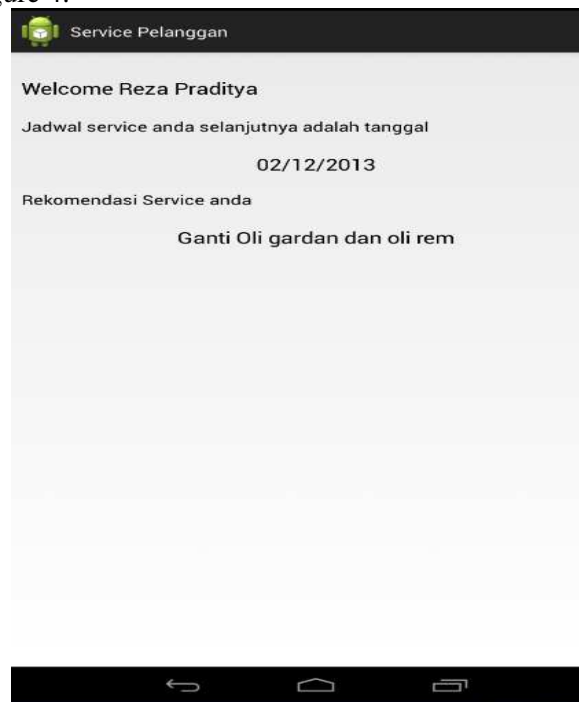 Service Pelanggan
Welcome Reza Praditya
Jadwal service anda selanjutnya adalah tanggal
02/12/2013
Rekomendasi Service anda
Ganti Oli gardan dan oli rem